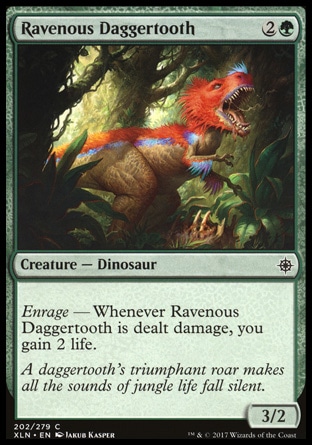 Ravenous Daggertooth 2
Creature — Dinosaur
Enrage — Whenever Ravenous
Daggertooth is dealt damage, you
gain 2 life.
A daggertooth's triumphant roar makes
all the sounds of jungle life fall silent.
3/2
202/279 C
XLN • EN Jakub Kasper
™ & © 2017 Wizards of the Coast